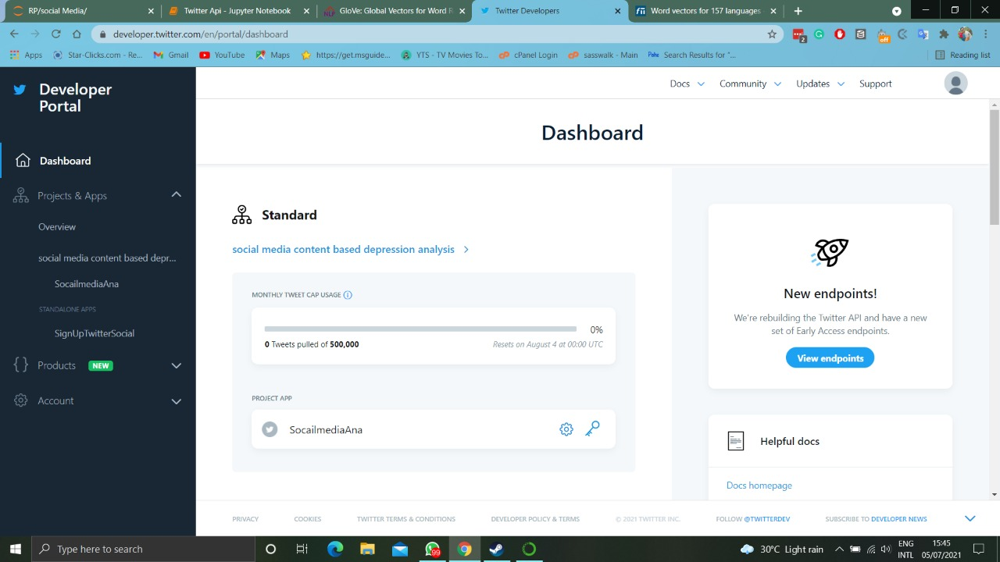 RP/social Media/
Twitter Api - Jupyter Notebook
GloVe: Global Vectors for Word R
Twitter Developers
Word vectors for 157 languages
developer.twitter.com/en/portal/dashboard
2
off
Apps
Star-Clicks.com - Re...
Gmail
YouTube
Maps
https://get.msguide...
YTS - TV Movies To...
cPanel Login
sasswalk - Main
Search Results for "...
Reading list
Developer
Portal
Docs
Community
Updates
Support
Dashboard
Dashboard
Projects & Apps
Overview
social media content based depr...
SocailmediaAna
STANDALONE APPS
SignUpTwitterSocial
Products
NEW
Account
Standard
social media content based depression analysis
MONTHLY TWEET CAP USAGE
0%
0 Tweets pulled of 500,000
Resets on August 4 at 00:00 UTC
PROJECT APP
SocailmediaAna
New endpoints!
We're rebuilding the Twitter API and have a new
set of Early Access endpoints.
View endpoints
Helpful docs
Docs homepage
PRIVACY
COOKIES
TWITTER TERMS & CONDITIONS
DEVELOPER POLICY & TERMS
© 2021 TWITTER INC.
FOLLOW @TWITTERDEV
SUBSCRIBE TO DEVELOPER NEWS
Type here to search
99
30°C Light rain
ENG
INTL
15:45
05/07/2021